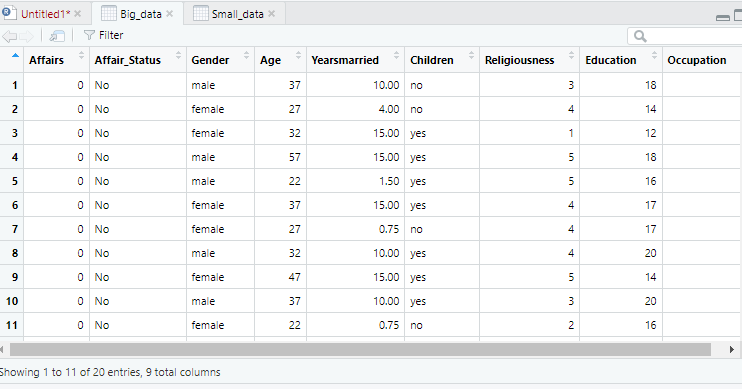 Untitled1* Big_data Small_data
Filter
Affairs Affair_Status Gender Age Yearsmarried Children Religiousness Education Occupation
1 0 No male 37 10.00 no 3 18
2 0 No female 27 4.00 no 4 14
3 0 No female 32 15.00 yes 1 12
4 0 No male 57 15.00 yes 5 18
5 0 No male 22 1.50 yes 5 16
6 0 No female 37 15.00 yes 4 17
7 0 No female 27 0.75 no 4 17
8 0 No male 32 10.00 yes 4 20
9 0 No female 47 15.00 yes 5 14
10 0 No male 37 10.00 yes 3 20
11 0 No female 22 0.75 no 2 16
Showing 1 to 11 of 20 entries, 9 total columns